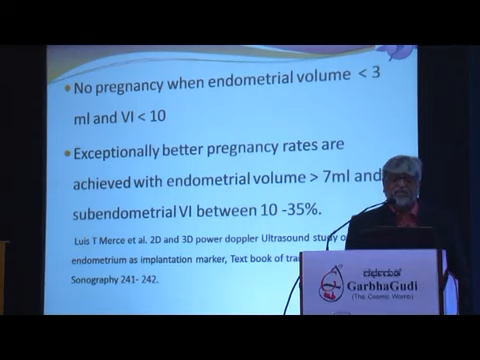 • No pregnancy when endometrial volume < 3
ml and VI < 10
• Exceptionally better pregnancy rates are
achieved with endometrial volume > 7ml and
subendometrial VI between 10 -35%.
Luis T Merce et al. 2D and 3D power doppler Ultrasound study
endometrium as implantation marker, Text book of
Sonography 241- 242.
ಗರ್ಭಗುಡಿ
GarbhaGudi
(The Cosmic Womb)